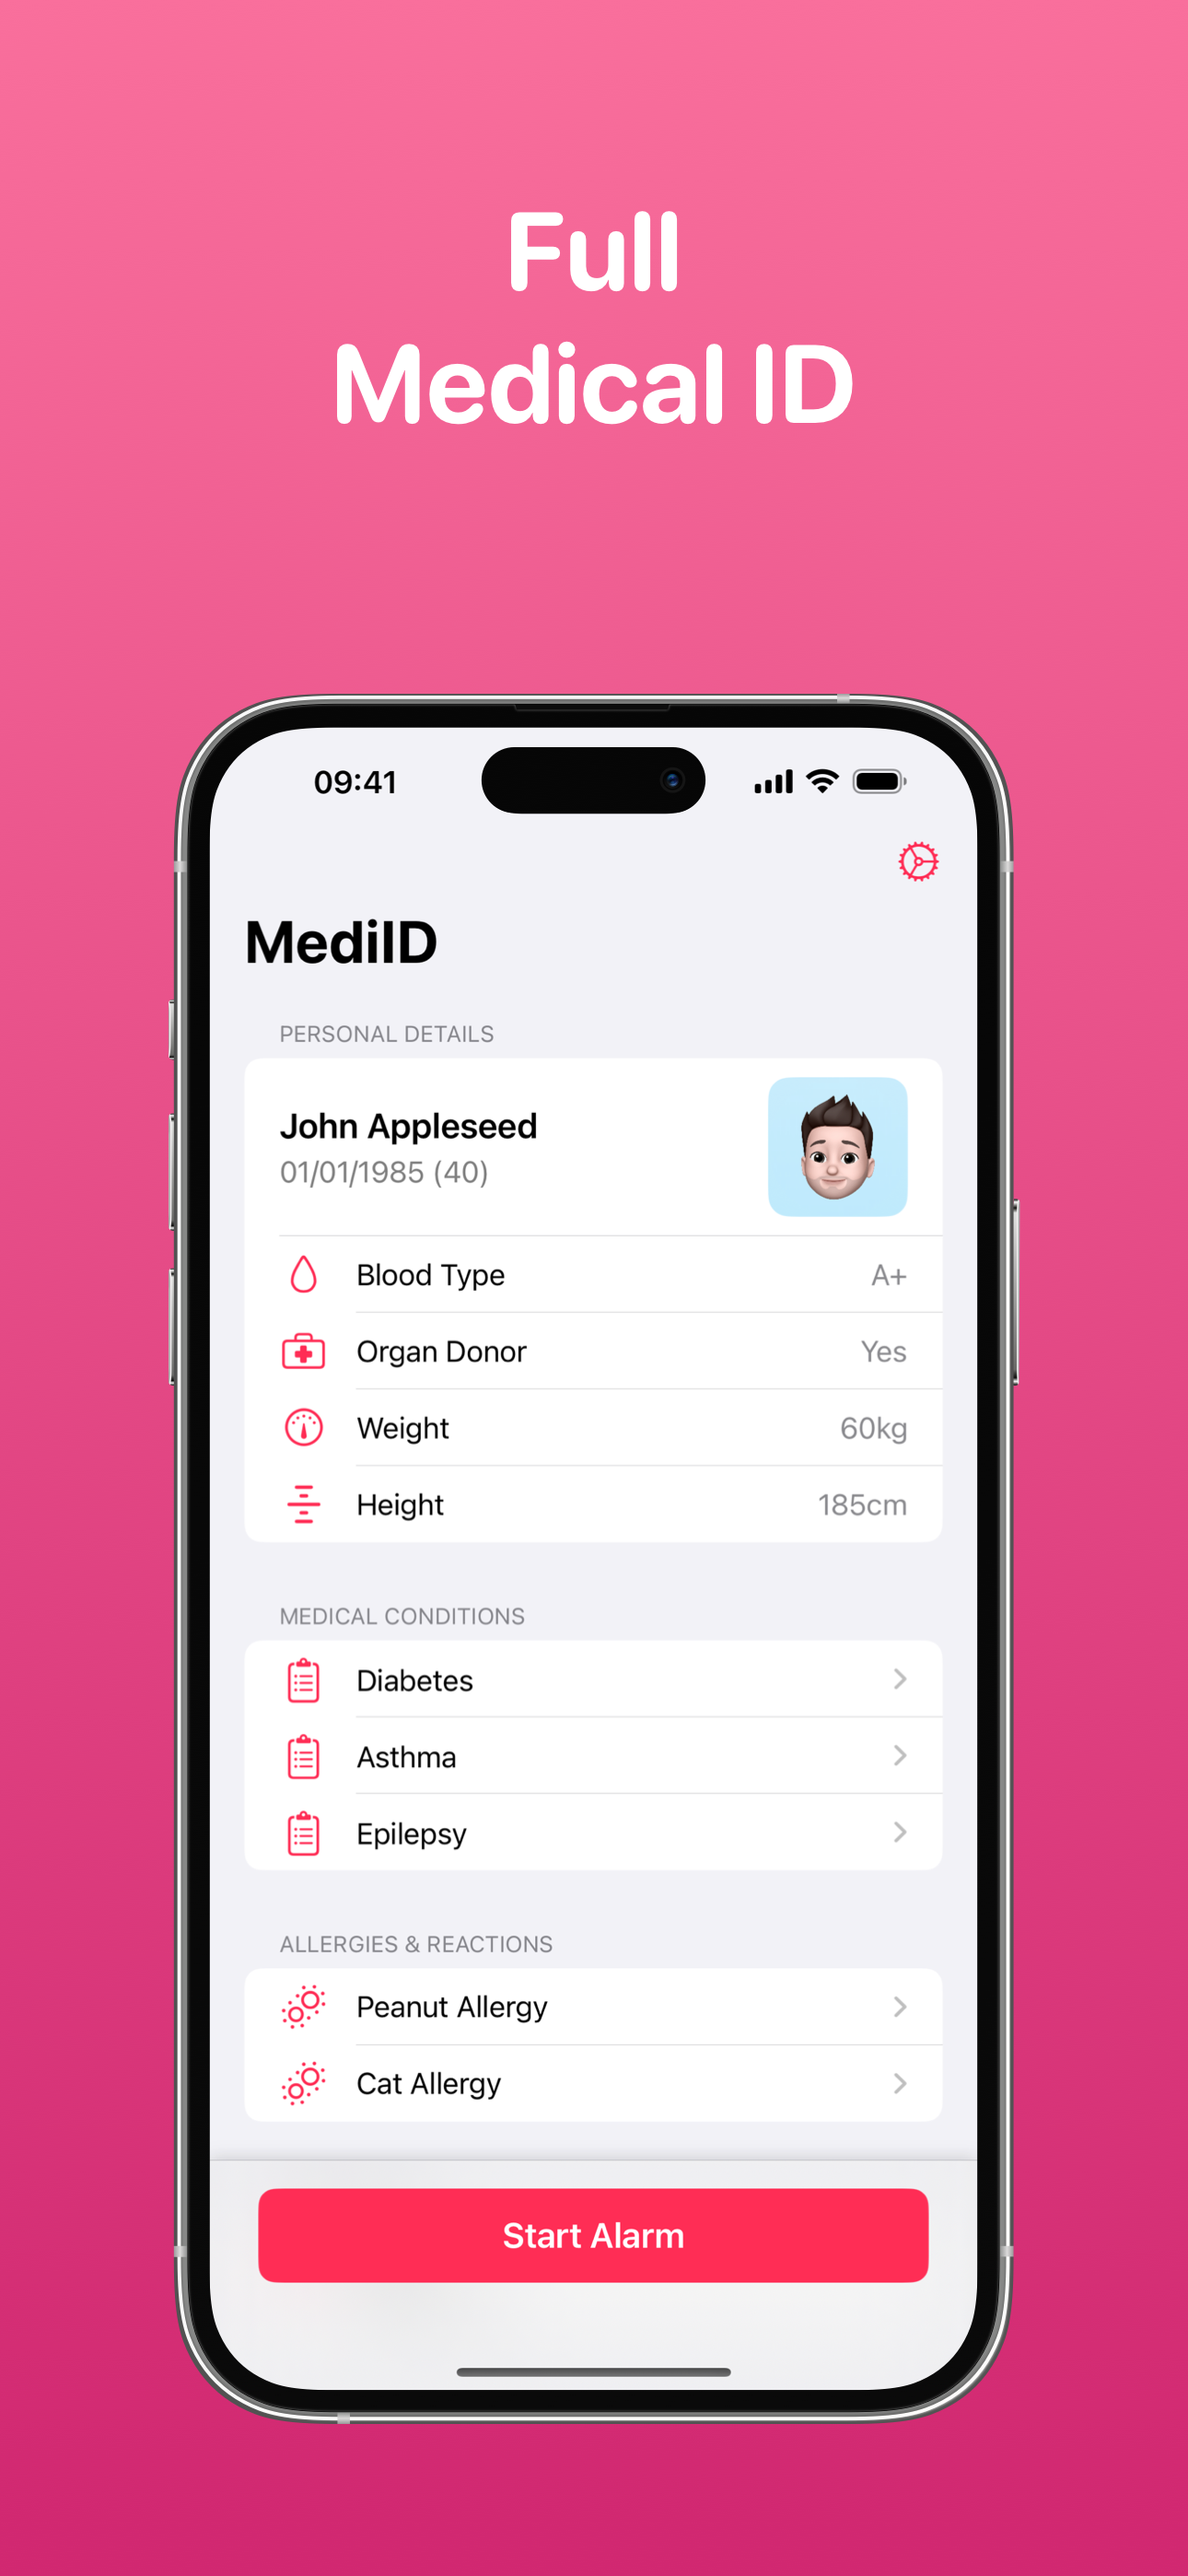 Full
Medical ID
09:41
MediID
PERSONAL DETAILS
John Appleseed
01/01/1985 (40)
Blood Type A+
Organ Donor Yes
Weight 60kg
Height 185cm
MEDICAL CONDITIONS
Diabetes
Asthma
Epilepsy
ALLERGIES & REACTIONS
Peanut Allergy
Cat Allergy
Start Alarm